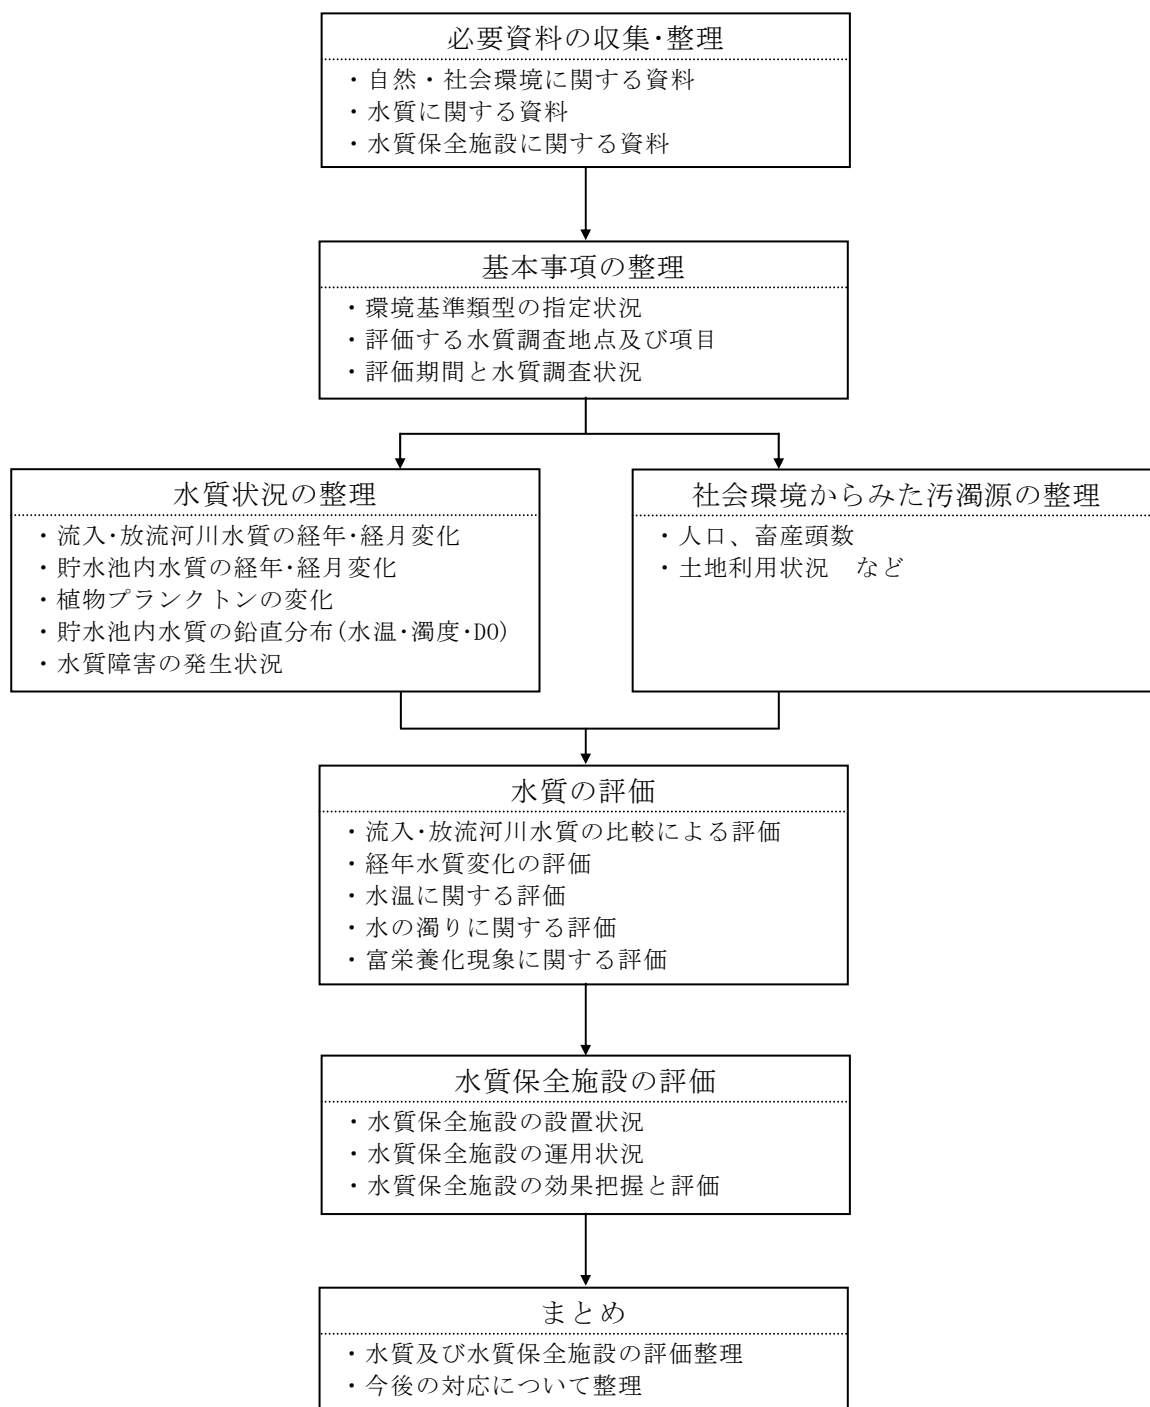 必要資料の収集･整理
・自然・社会環境に関する資料
・水質に関する資料
・水質保全施設に関する資料
基本事項の整理
・環境基準類型の指定状況
・評価する水質調査地点及び項目
・評価期間と水質調査状況
水質状況の整理
・流入･放流河川水質の経年･経月変化
・貯水池内水質の経年･経月変化
・植物プランクトンの変化
・貯水池内水質の鉛直分布(水温･濁度･DO)
・水質障害の発生状況
社会環境からみた汚濁源の整理
・人口、畜産頭数
・土地利用状況　など
水質の評価
・流入･放流河川水質の比較による評価
・経年水質変化の評価
・水温に関する評価
・水の濁りに関する評価
・富栄養化現象に関する評価
水質保全施設の評価
・水質保全施設の設置状況
・水質保全施設の運用状況
・水質保全施設の効果把握と評価
まとめ
・水質及び水質保全施設の評価整理
・今後の対応について整理